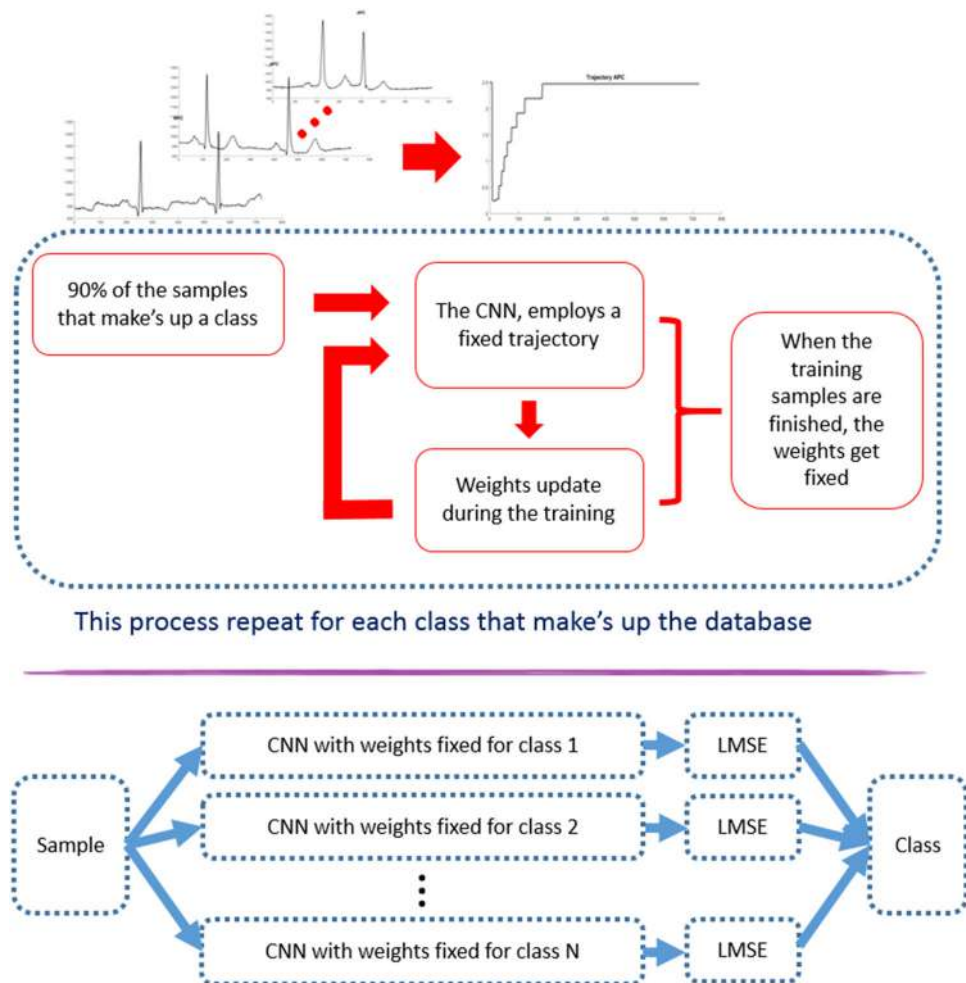 Trajectory APC
90% of the samples
that make's up a class
The CNN, employs a
fixed trajectory
Weights update
during the training
When the
training
samples are
finished, the
weights get
fixed
This process repeat for each class that make's up the database
Sample
CNN with weights fixed for class 1
LMSE
CNN with weights fixed for class 2
LMSE
CNN with weights fixed for class N
LMSE
Class